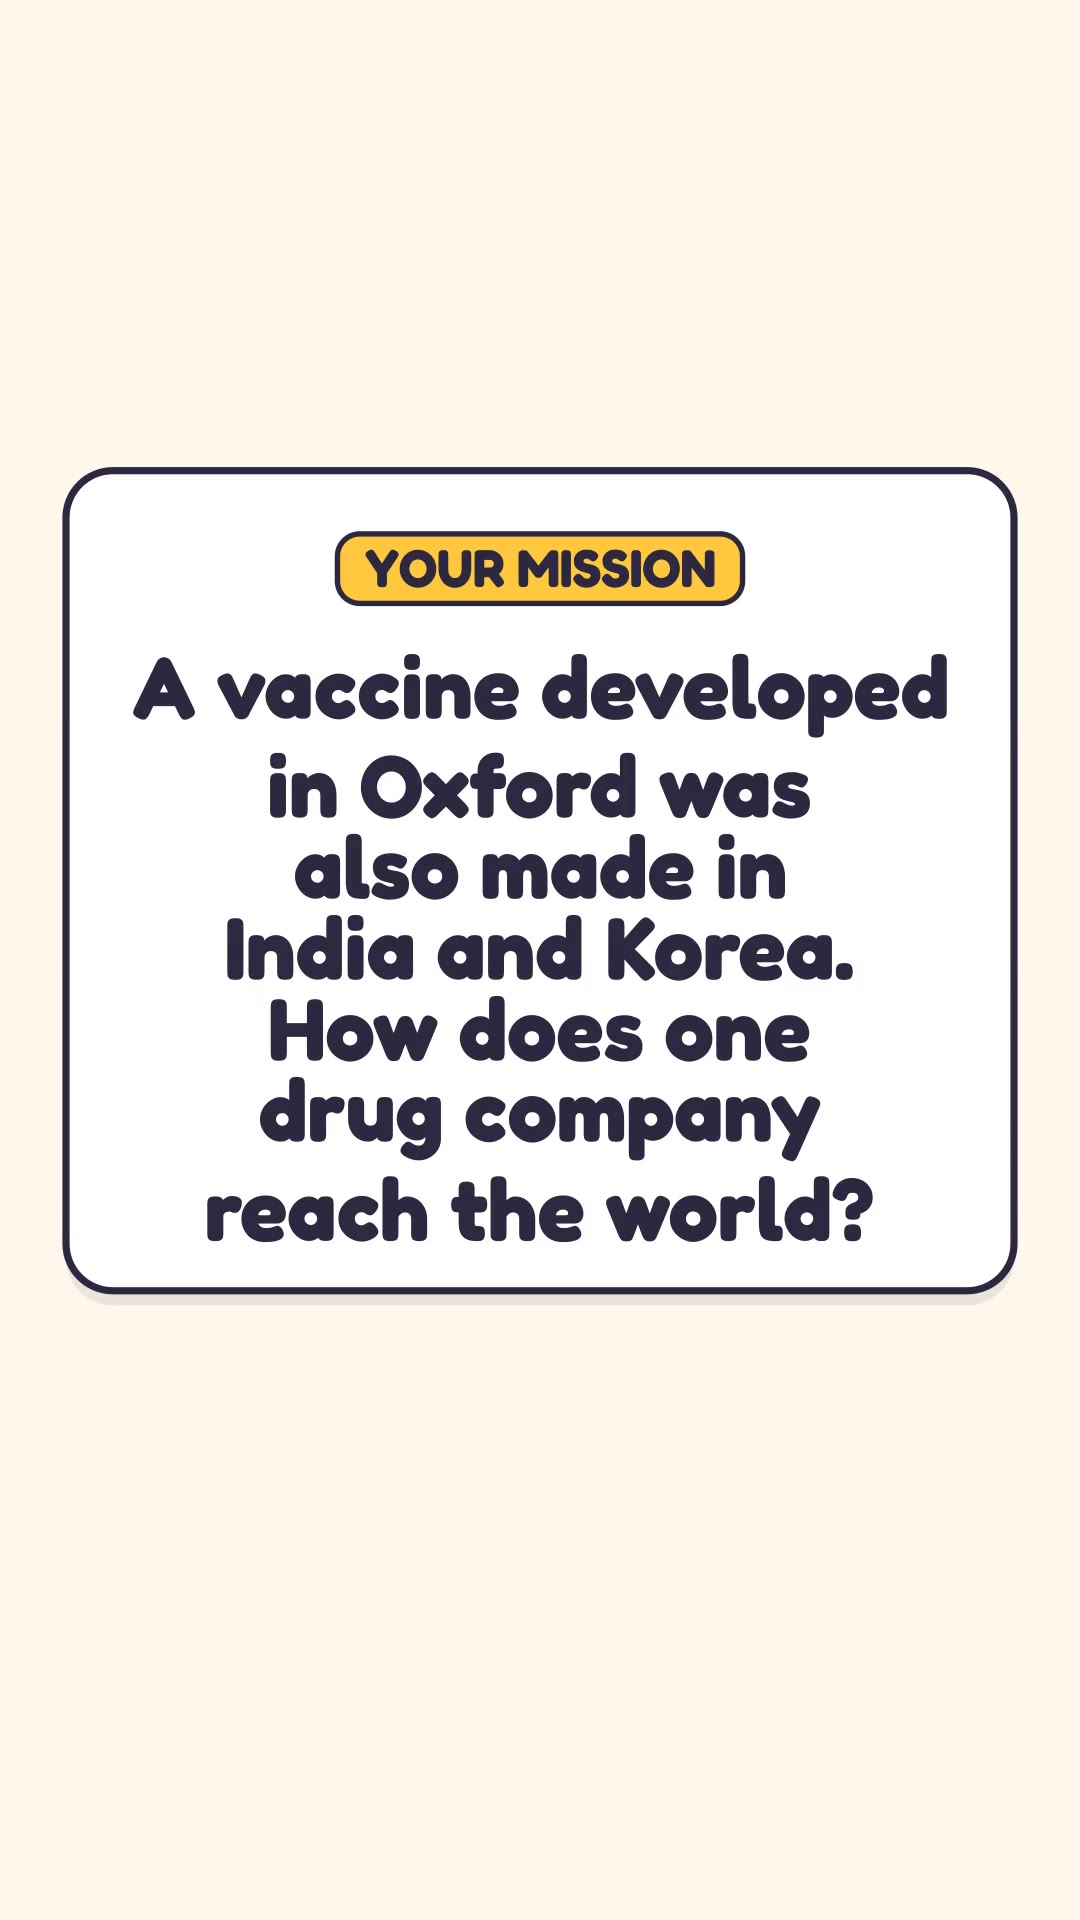 YOUR MISSION
A vaccine developed
in Oxford was
also made in
India and Korea.
How does one
drug company
reach the world?